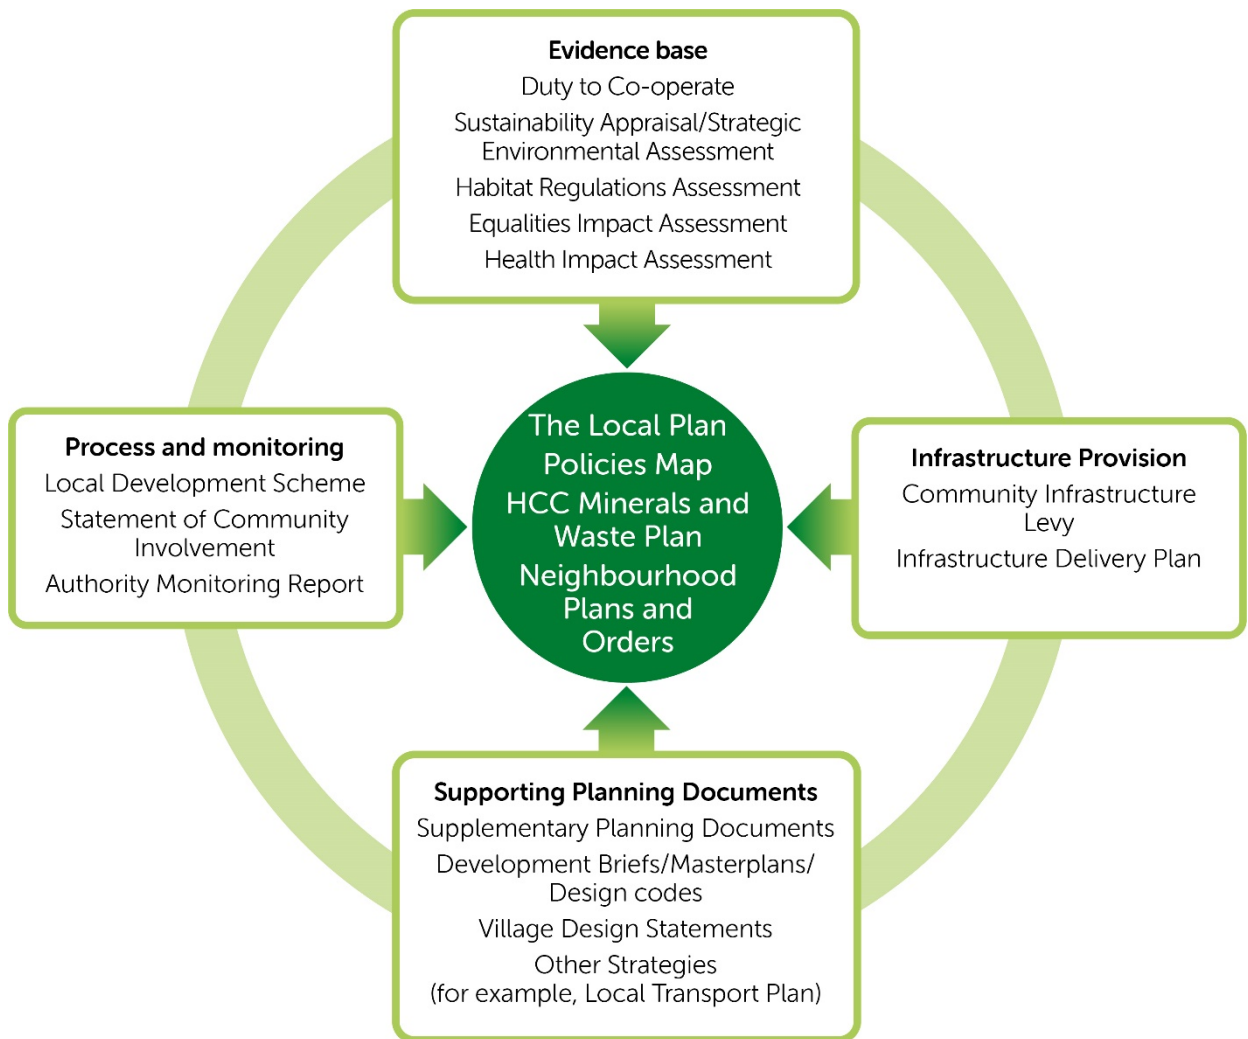 Evidence base
Duty to Co-operate
Sustainability Appraisal/Strategic
Environmental Assessment
Habitat Regulations Assessment
Equalities Impact Assessment
Health Impact Assessment
Process and monitoring
Local Development Scheme
Statement of Community
Involvement
Authority Monitoring Report
The Local Plan
Policies Map
HCC Minerals and
Waste Plan
Neighbourhood
Plans and
Orders
Infrastructure Provision
Community Infrastructure
Levy
Infrastructure Delivery Plan
Supporting Planning Documents
Supplementary Planning Documents
Development Briefs/Masterplans/
Design codes
Village Design Statements
Other Strategies
(for example, Local Transport Plan)